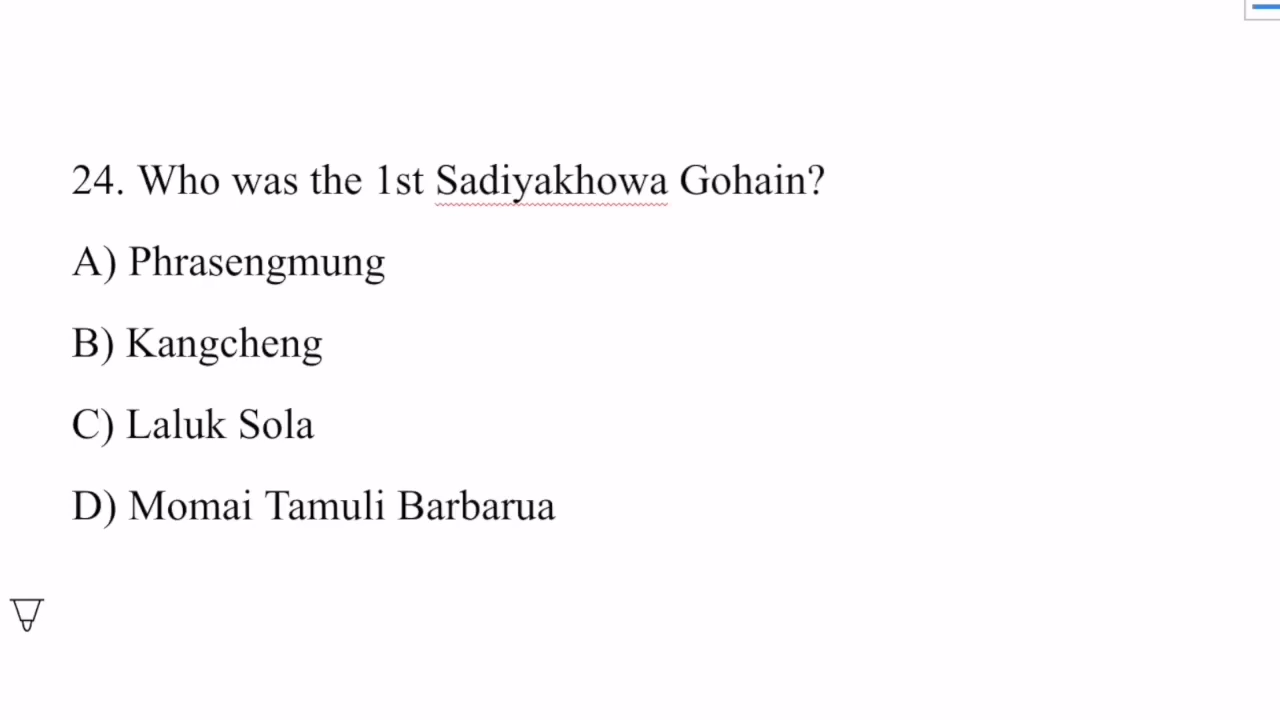 24. Who was the 1st Sadiyakhowa Gohain?
A) Phrasengmung
B) Kangcheng
C) Laluk Sola
D) Momai Tamuli Barbarua